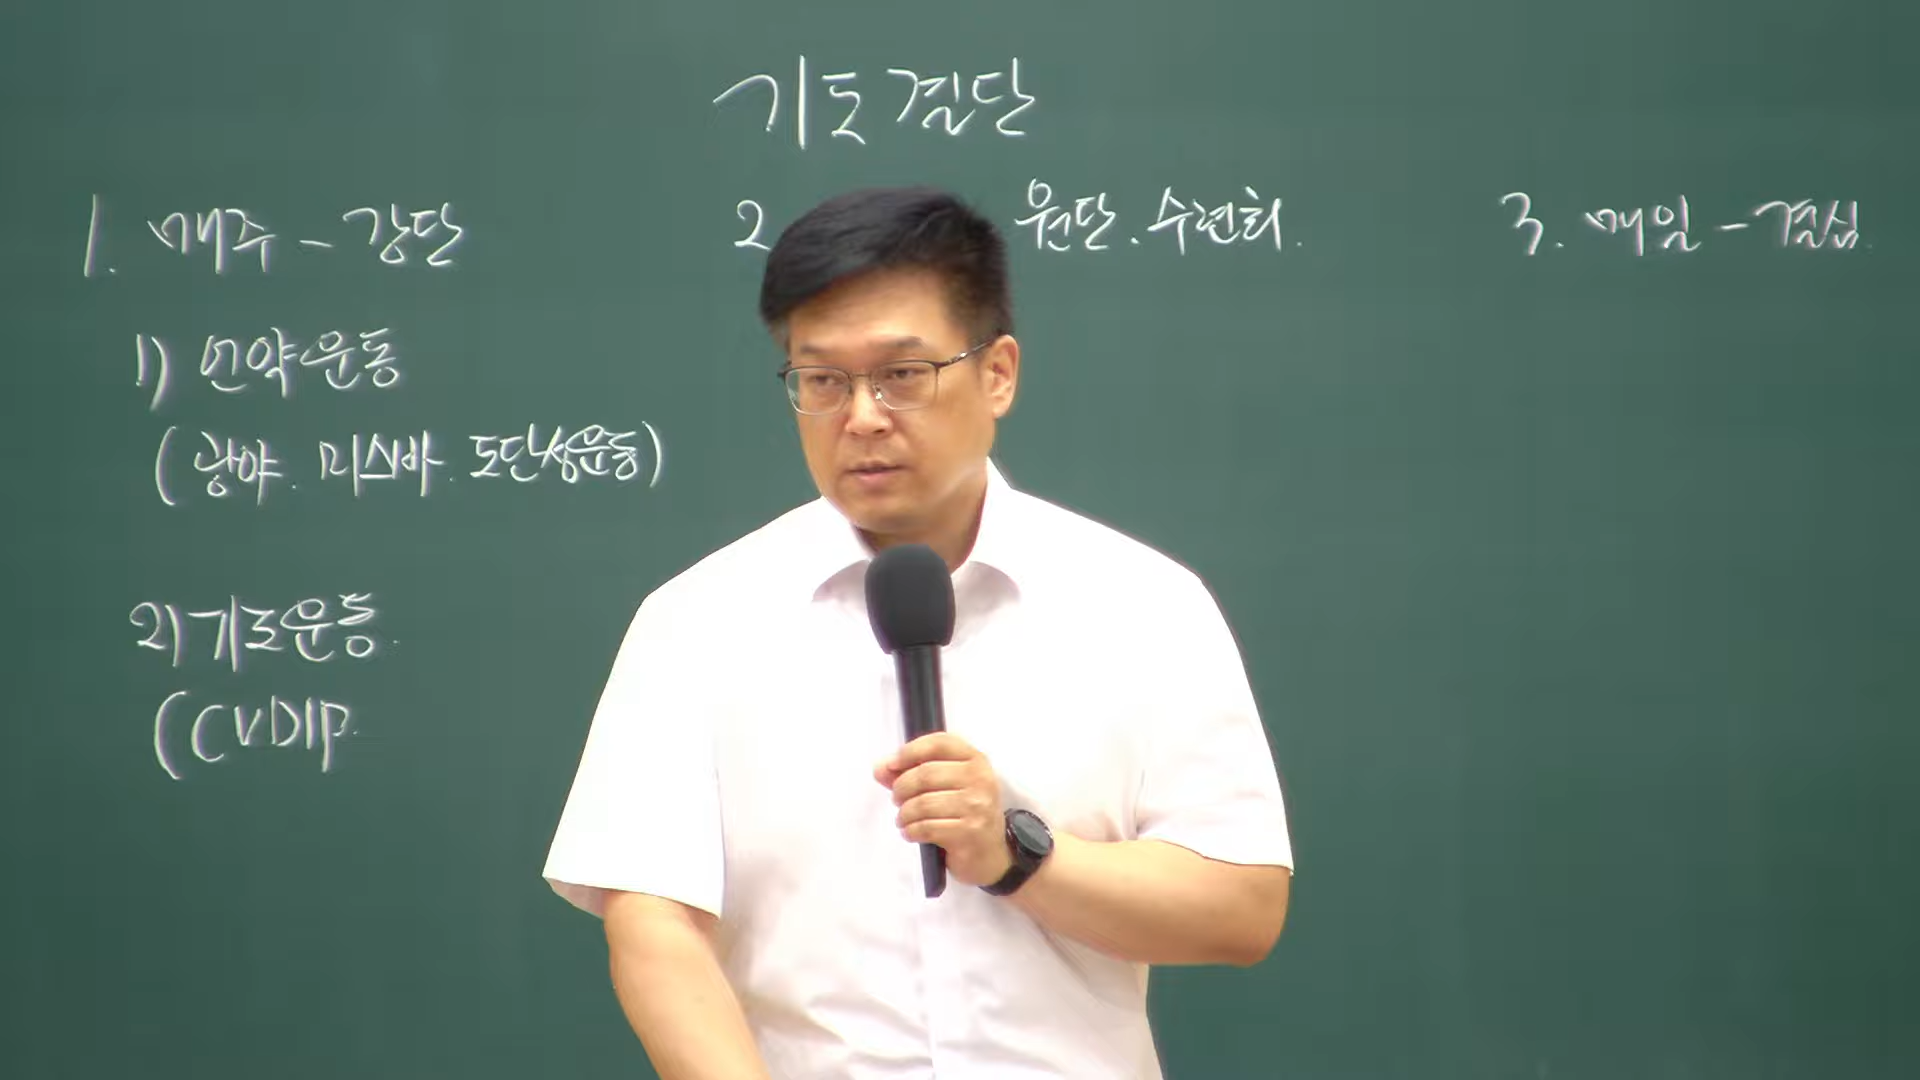 기도 결단
1. 매주 - 강단
2. 원단. 수련회.
3. 매일 - 결심.
1) 언약운동
(광야. 미스바. 도단성운동)
2) 기도운동.
(CVDIP.